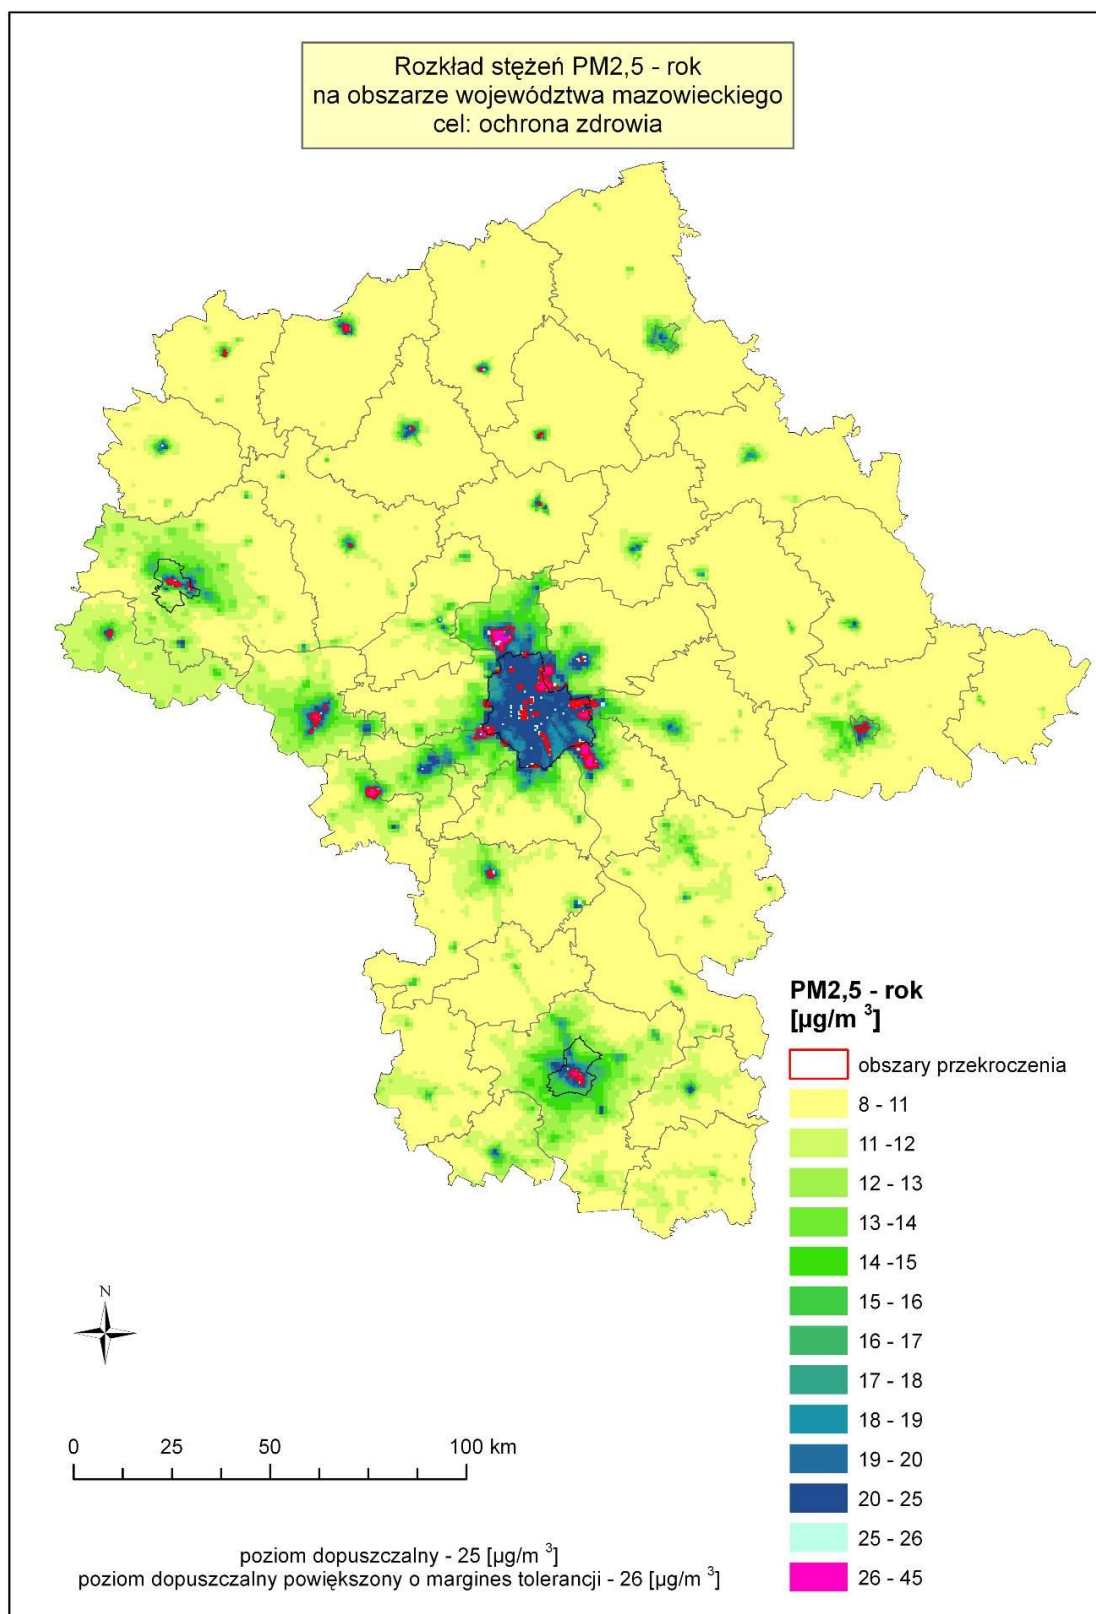 Rozkład stężeń PM2,5 - rok
na obszarze województwa mazowieckiego
cel: ochrona zdrowia
PM2,5 - rok
[µg/m ³]
obszary przekroczenia
8 - 11
11 -12
12 - 13
13 -14
14 -15
15 - 16
16 - 17
17 - 18
18 - 19
19 - 20
20 - 25
25 - 26
26 - 45
N
0 25 50 100 km
poziom dopuszczalny - 25 [µg/m ³]
poziom dopuszczalny powiększony o margines tolerancji - 26 [µg/m ³]